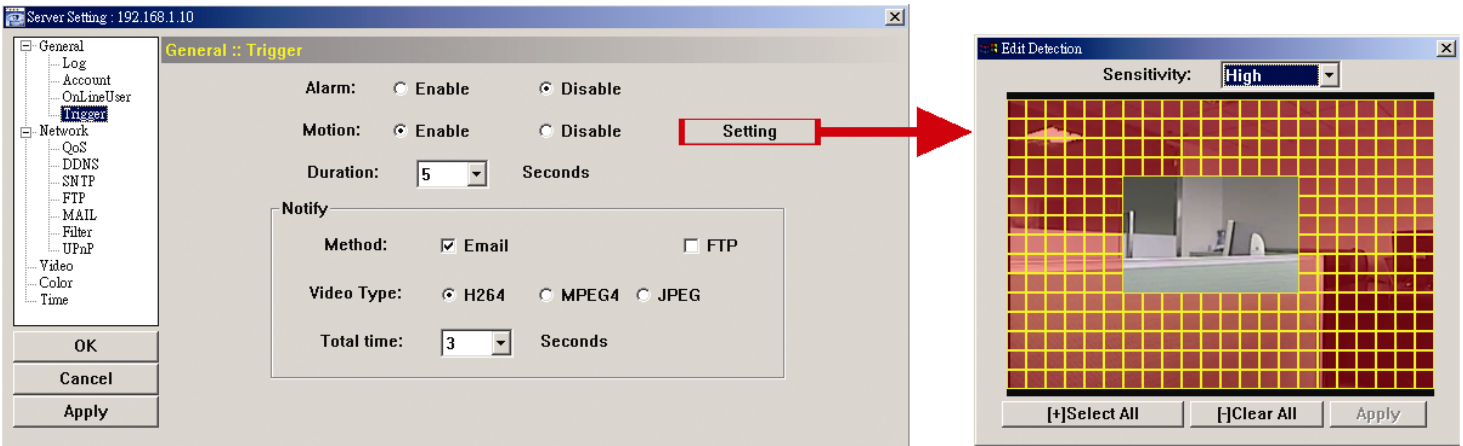 Server Setting : 192.168.1.10
General
Log
Account
OnLineUser
Trigger
Network
QoS
DDNS
SNTP
FTP
MAIL
Filter
UPnP
Video
Color
Time
OK
Cancel
Apply
General :: Trigger
Alarm: Enable Disable
Motion: Enable Disable Setting
Duration: 5 Seconds
Notify
Method: Email FTP
Video Type: H264 MPEG4 JPEG
Total time: 3 Seconds
Edit Detection
Sensitivity: High
[+]Select All [-]Clear All Apply